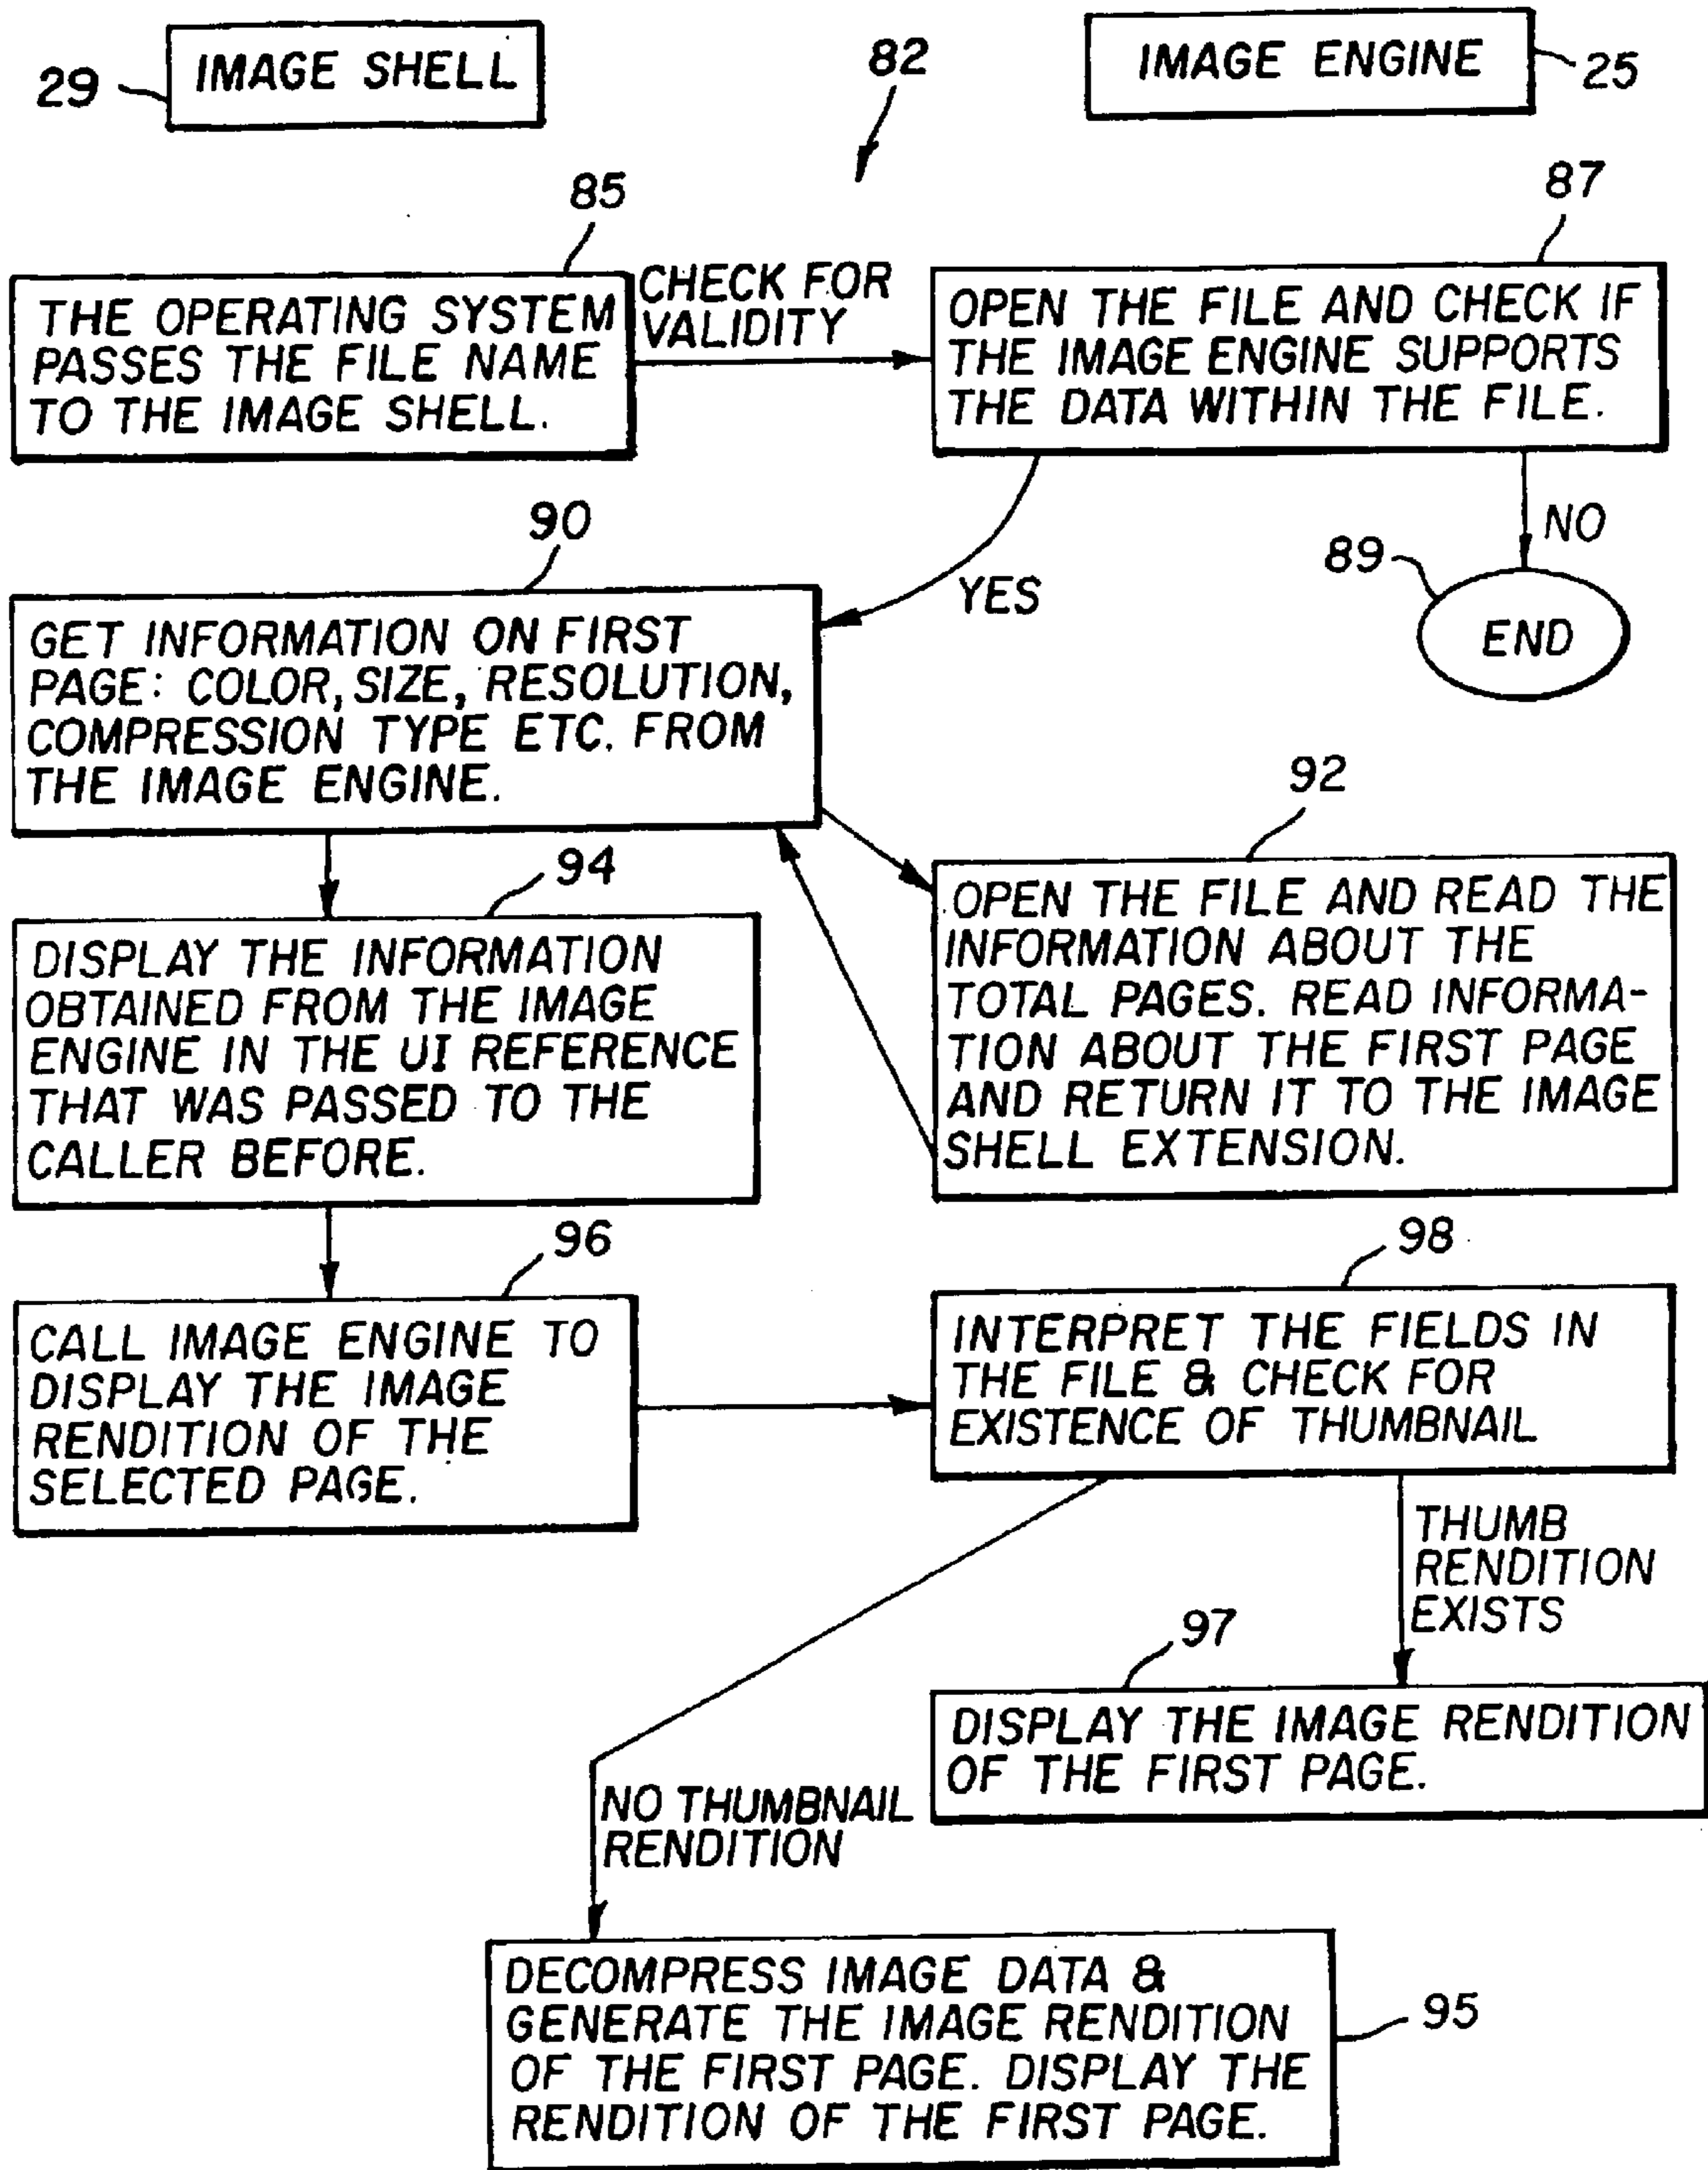 29
IMAGE SHELL
82
IMAGE ENGINE
25
85
87
THE OPERATING SYSTEM
PASSES THE FILE NAME
TO THE IMAGE SHELL.
CHECK FOR
VALIDITY
OPEN THE FILE AND CHECK IF
THE IMAGE ENGINE SUPPORTS
THE DATA WITHIN THE FILE.
90
YES
NO
89
END
GET INFORMATION ON FIRST
PAGE: COLOR, SIZE, RESOLUTION,
COMPRESSION TYPE ETC. FROM
THE IMAGE ENGINE.
92
OPEN THE FILE AND READ THE
INFORMATION ABOUT THE
TOTAL PAGES. READ INFORMA-
TION ABOUT THE FIRST PAGE
AND RETURN IT TO THE IMAGE
SHELL EXTENSION.
94
DISPLAY THE INFORMATION
OBTAINED FROM THE IMAGE
ENGINE IN THE UI REFERENCE
THAT WAS PASSED TO THE
CALLER BEFORE.
96
CALL IMAGE ENGINE TO
DISPLAY THE IMAGE
RENDITION OF THE
SELECTED PAGE.
98
INTERPRET THE FIELDS IN
THE FILE & CHECK FOR
EXISTENCE OF THUMBNAIL
THUMB
RENDITION
EXISTS
97
DISPLAY THE IMAGE RENDITION
OF THE FIRST PAGE.
NO THUMBNAIL
RENDITION
DECOMPRESS IMAGE DATA &
GENERATE THE IMAGE RENDITION
OF THE FIRST PAGE. DISPLAY THE
RENDITION OF THE FIRST PAGE.
95